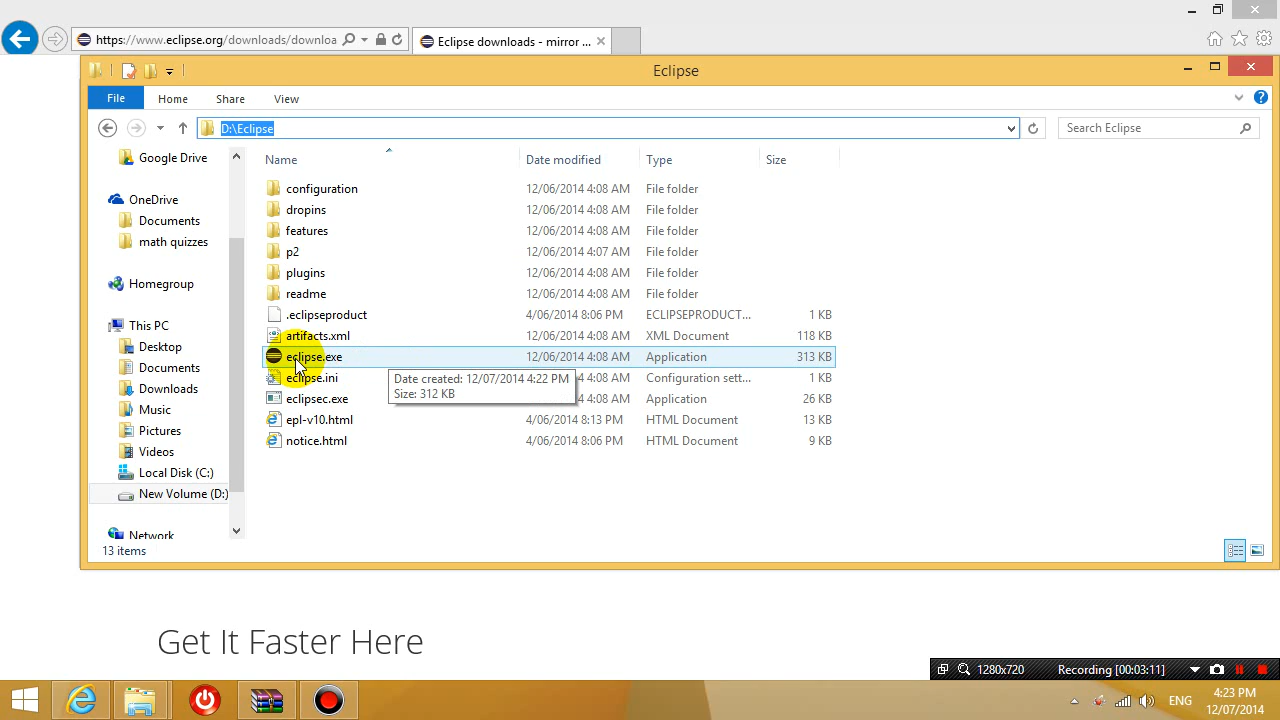 https://www.eclipse.org/downloads/downloa
Eclipse downloads - mirror ...
Eclipse
File Home Share View
D:\Eclipse
Search Eclipse
Name Date modified Type Size
Google Drive
OneDrive
Documents
math quizzes
Homegroup
This PC
Desktop
Documents
Downloads
Music
Pictures
Videos
Local Disk (C:)
New Volume (D:)
Network
configuration 12/06/2014 4:08 AM File folder
dropins 12/06/2014 4:08 AM File folder
features 12/06/2014 4:08 AM File folder
p2 12/06/2014 4:07 AM File folder
plugins 12/06/2014 4:08 AM File folder
readme 12/06/2014 4:08 AM File folder
.eclipseproduct 4/06/2014 8:06 PM ECLIPSEPRODUCT... 1 KB
artifacts.xml 12/06/2014 4:08 AM XML Document 118 KB
eclipse.exe 12/06/2014 4:08 AM Application 313 KB
eclipse.ini 4:08 AM Configuration sett... 1 KB
eclipsec.exe 4:08 AM Application 26 KB
epl-v10.html 4/06/2014 8:13 PM HTML Document 13 KB
notice.html 4/06/2014 8:06 PM HTML Document 9 KB
Date created: 12/07/2014 4:22 PM
Size: 312 KB
13 items
Get It Faster Here
1280x720 Recording [00:03:11]
ENG
4:23 PM
12/07/2014